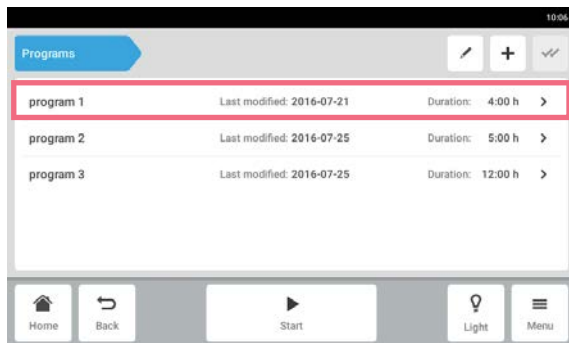 10:06
Programs
program 1 Last modified: 2016-07-21 Duration: 4:00 h
program 2 Last modified: 2016-07-25 Duration: 5:00 h
program 3 Last modified: 2016-07-25 Duration: 12:00 h
Home Back Start Light Menu